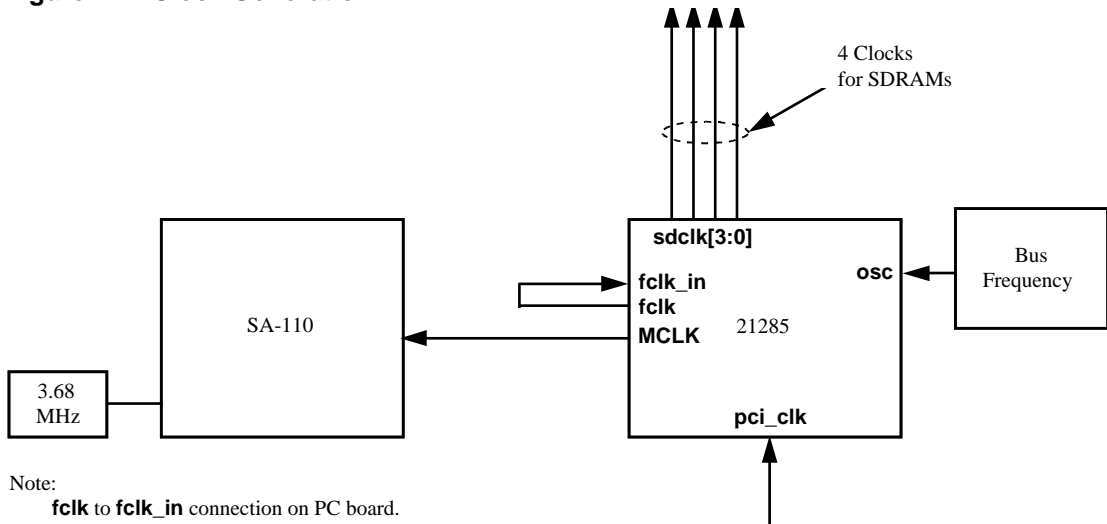 4 Clocks
for SDRAMs
sdclk[3:0]
fclk_in
fclk
MCLK
osc
21285
pci_clk
Bus
Frequency
SA-110
3.68
MHz
Note:
fclk to fclk_in connection on PC board.